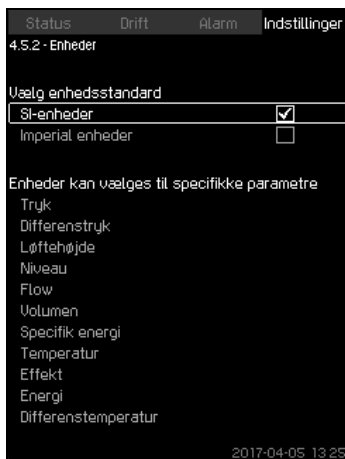 Status Drift Alarm Indstillinger
4.5.2 - Enheder
Vælg enhedsstandard
SI-enheder
Imperial enheder
Enheder kan vælges til specifikke parametre
Tryk
Differenstryk
Løftehøjde
Niveau
Flow
Volumen
Specifik energi
Temperatur
Effekt
Energi
Differenstemperatur
2017-04-05 13:25